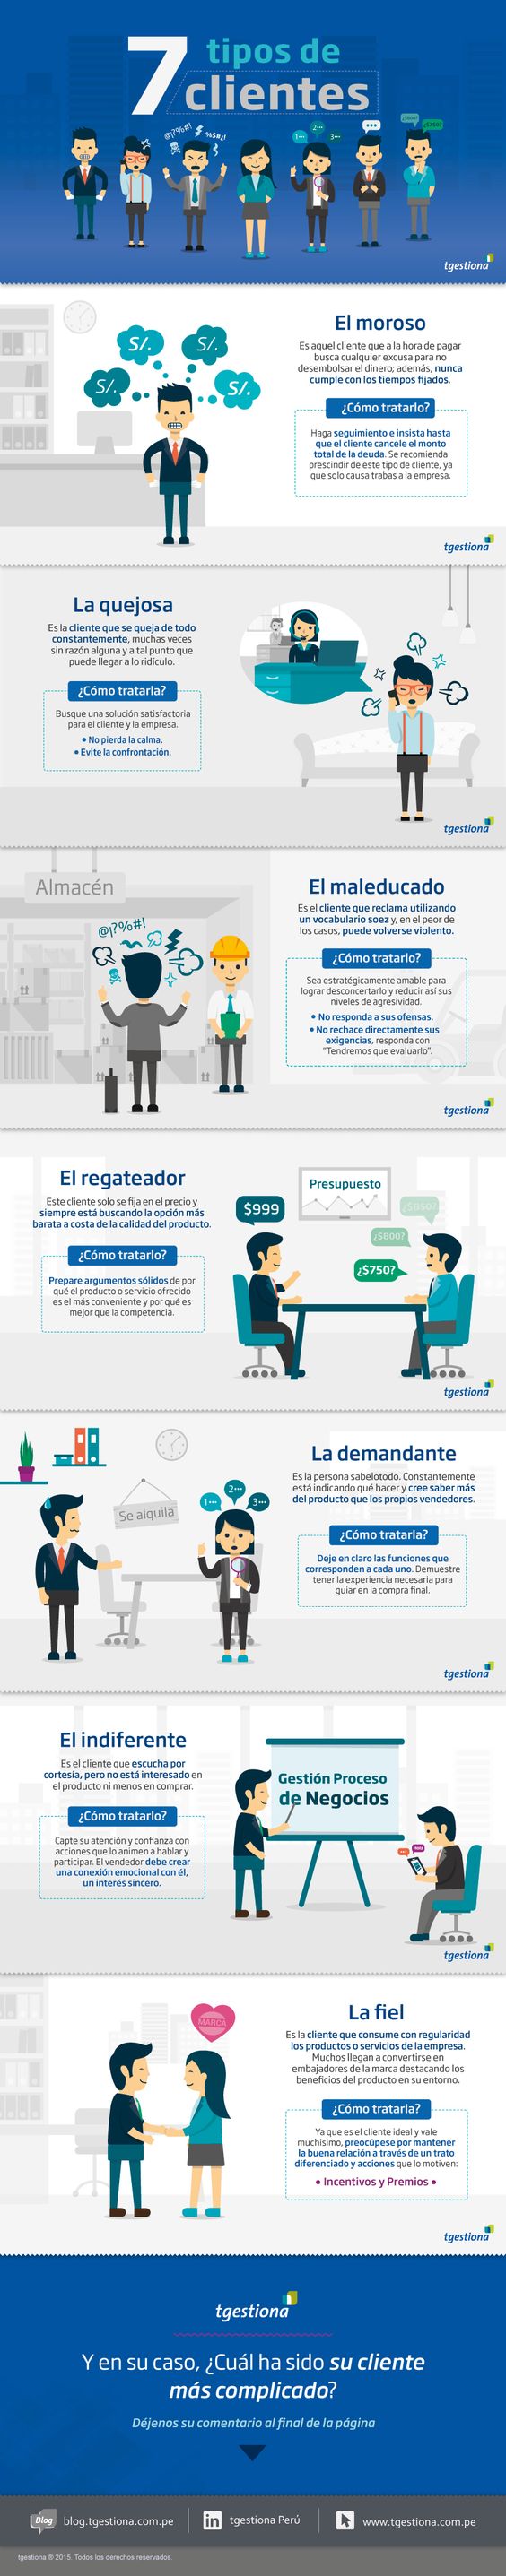 7 tipos de
clientes
@¡?%#!
%$#¡!
1...
2...
3...
tgestiona
El moroso
Es aquel cliente que a la hora de pagar
busca cualquier excusa para no
desembolsar el dinero; además, nunca
cumple con los tiempos fijados.
¿Cómo tratarlo?
Haga seguimiento e insista hasta
que el cliente cancele el monto
total de la deuda. Se recomienda
prescindir de este tipo de cliente, ya
que solo causa trabas a la empresa.
S/.
S/.
S/.
S/.
tgestiona
La quejosa
Es la cliente que se queja de todo
constantemente, muchas veces
sin razón alguna y a tal punto que
puede llegar a lo ridículo.
¿Cómo tratarla?
Busque una solución satisfactoria
para el cliente y la empresa.
• No pierda la calma.
• Evite la confrontación.
tgestiona
Almacén
@¡?%#!
El maleducado
Es el cliente que reclama utilizando
un vocabulario soez y, en el peor de
los casos, puede volverse violento.
¿Cómo tratarlo?
Sea estratégicamente amable para
lograr desconcertarlo y reducir así sus
niveles de agresividad.
• No responda a sus ofensas.
• No rechace directamente sus
exigencias, responda con
"Tendremos que evaluarlo".
tgestiona
El regateador
Este cliente solo se fija en el precio y
siempre está buscando la opción más
barata a costa de la calidad del producto.
¿Cómo tratarlo?
Prepare argumentos sólidos de por
qué el producto o servicio ofrecido
es el más conveniente y por qué es
mejor que la competencia.
$999
Presupuesto
¿$850?
¿$800?
¿$750?
tgestiona
Se alquila
1...
2...
3...
La demandante
Es la persona sabelotodo. Constantemente
está indicando qué hacer y cree saber más
del producto que los propios vendedores.
¿Cómo tratarla?
Deje en claro las funciones que
corresponden a cada uno. Demuestre
tener la experiencia necesaria para
guiar en la compra final.
tgestiona
El indiferente
Es el cliente que escucha por
cortesía, pero no está interesado en
el producto ni menos en comprar.
¿Cómo tratarlo?
Capte su atención y confianza con
acciones que lo animen a hablar y
participar. El vendedor debe crear
una conexión emocional con él,
un interés sincero.
Gestión Proceso
de Negocios
tgestiona
MARCA
La fiel
Es la cliente que consume con regularidad
los productos o servicios de la empresa.
Muchos llegan a convertirse en
embajadores de la marca destacando los
beneficios del producto en su entorno.
¿Cómo tratarla?
Ya que es el cliente ideal y vale
muchísimo, preocúpese por mantener
la buena relación a través de un trato
diferenciado y acciones que lo motiven:
• Incentivos y Premios •
tgestiona
tgestiona
Y en su caso, ¿Cuál ha sido su cliente
más complicado?
Déjenos su comentario al final de la página
Blog
blog.tgestiona.com.pe
in
tgestiona Perú
www.tgestiona.com.pe
tgestiona ® 2015. Todos los derechos reservados.